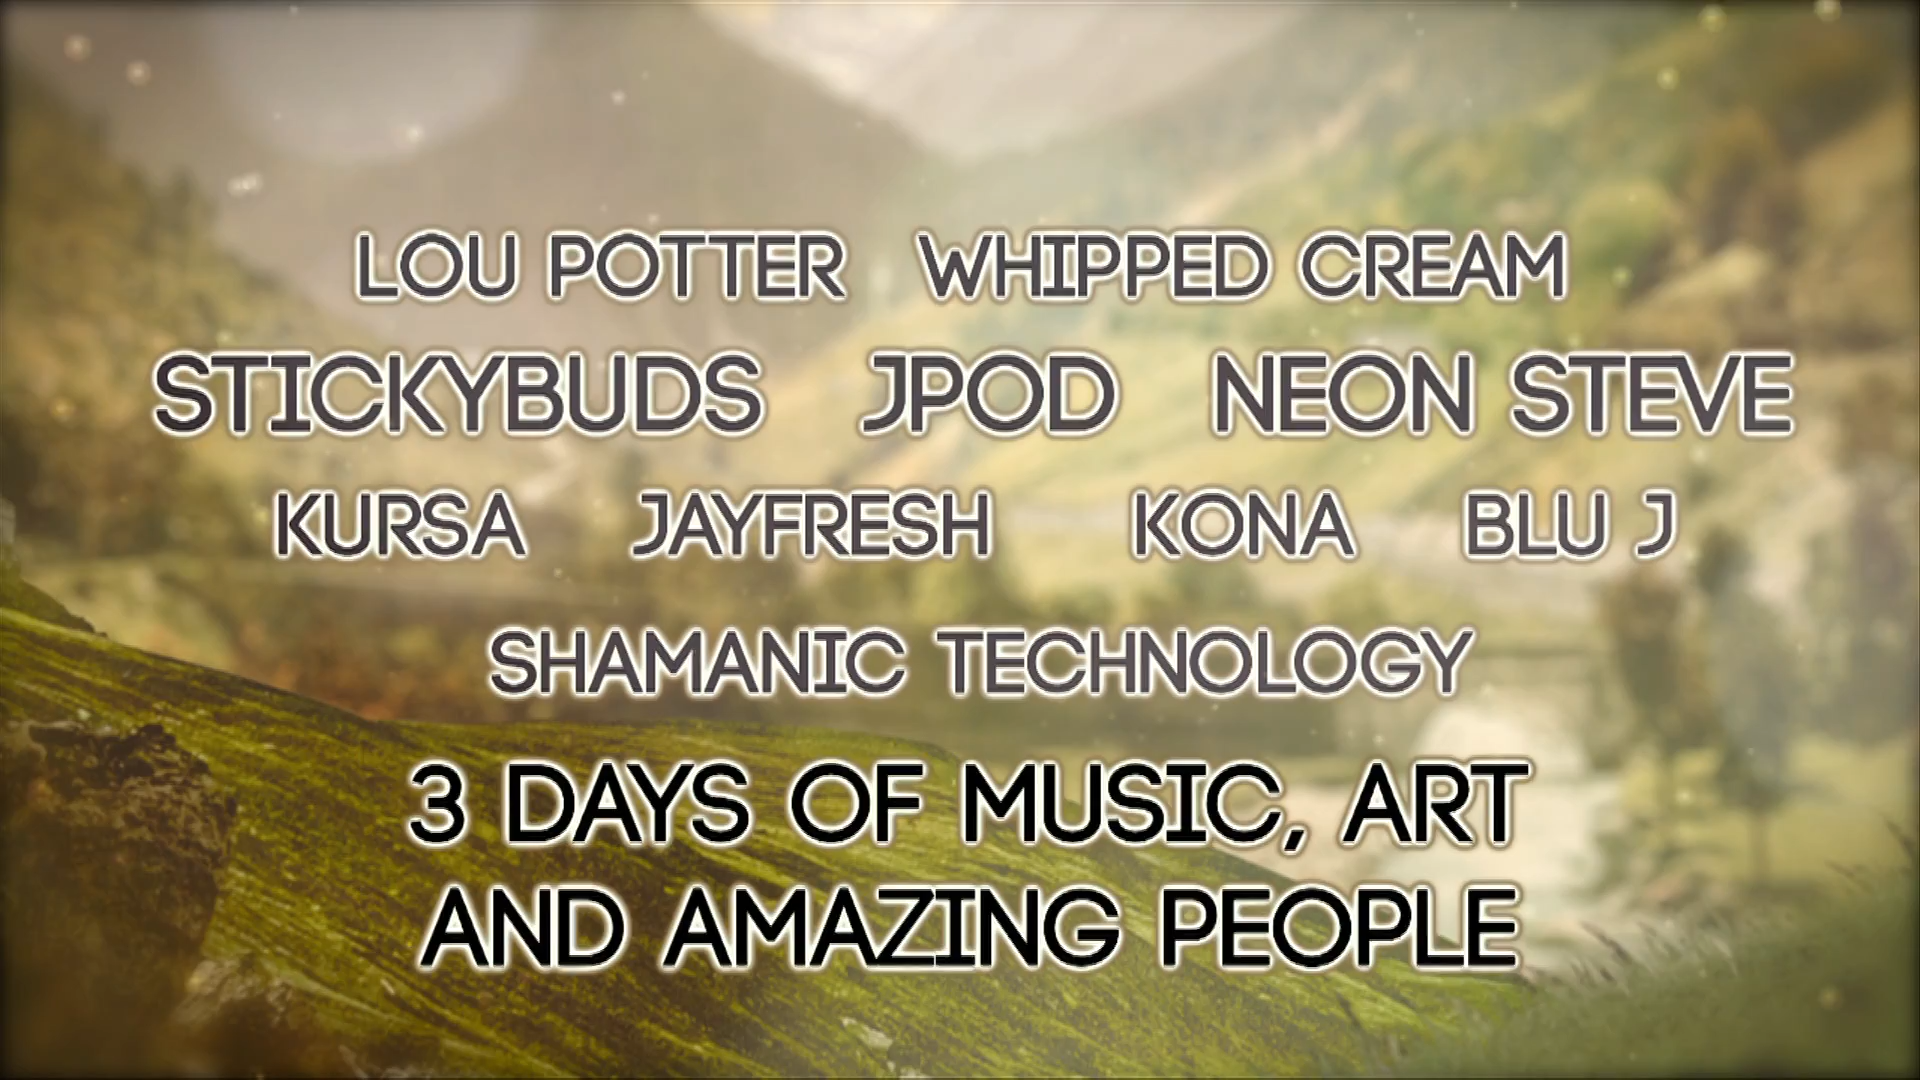 LOU POTTER WHIPPED CREAM
STICKYBUDS JPOD NEON STEVE
KURSA JAYFRESH KONA BLU J
SHAMANIC TECHNOLOGY
3 DAYS OF MUSIC, ART
AND AMAZING PEOPLE